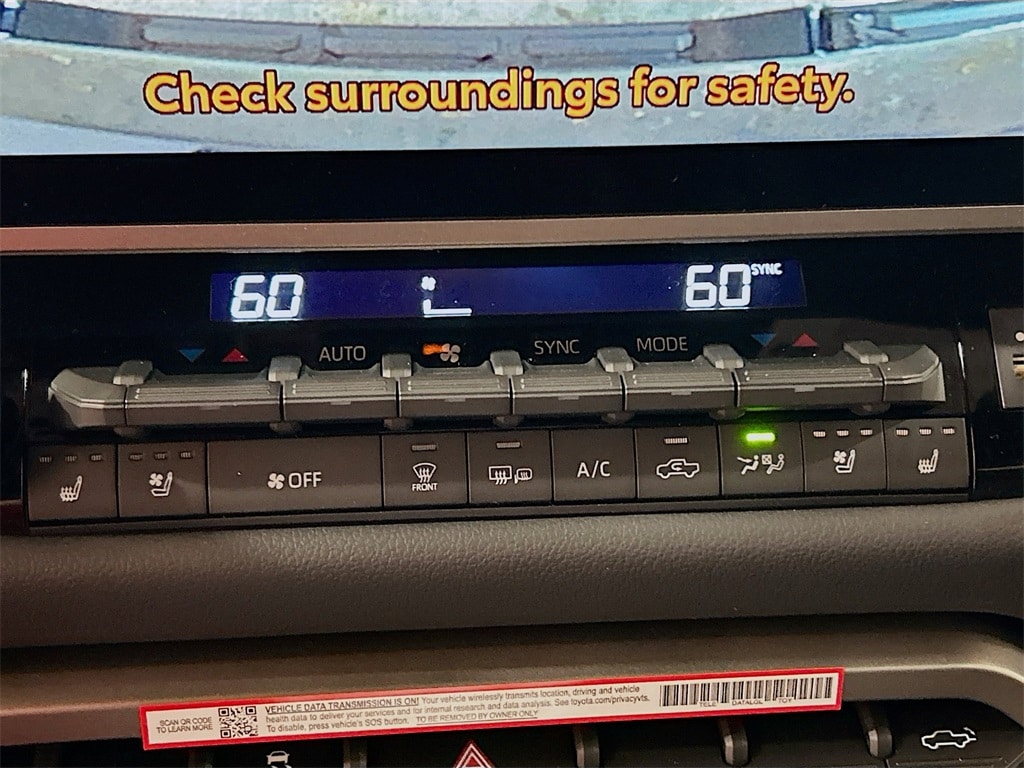 Check surroundings for safety.
60 60 SYNC
AUTO SYNC MODE
OFF FRONT A/C
SCAN QR CODE
TO LEARN MORE
VEHICLE DATA TRANSMISSION IS ON! Your vehicle wirelessly transmits location, driving and vehicle
health data to deliver your services and for internal research and data analysis. See toyota.com/privacyvts.
To disable, press vehicle's SOS button. TO BE REMOVED BY OWNER ONLY
TELE DATALGL TOY